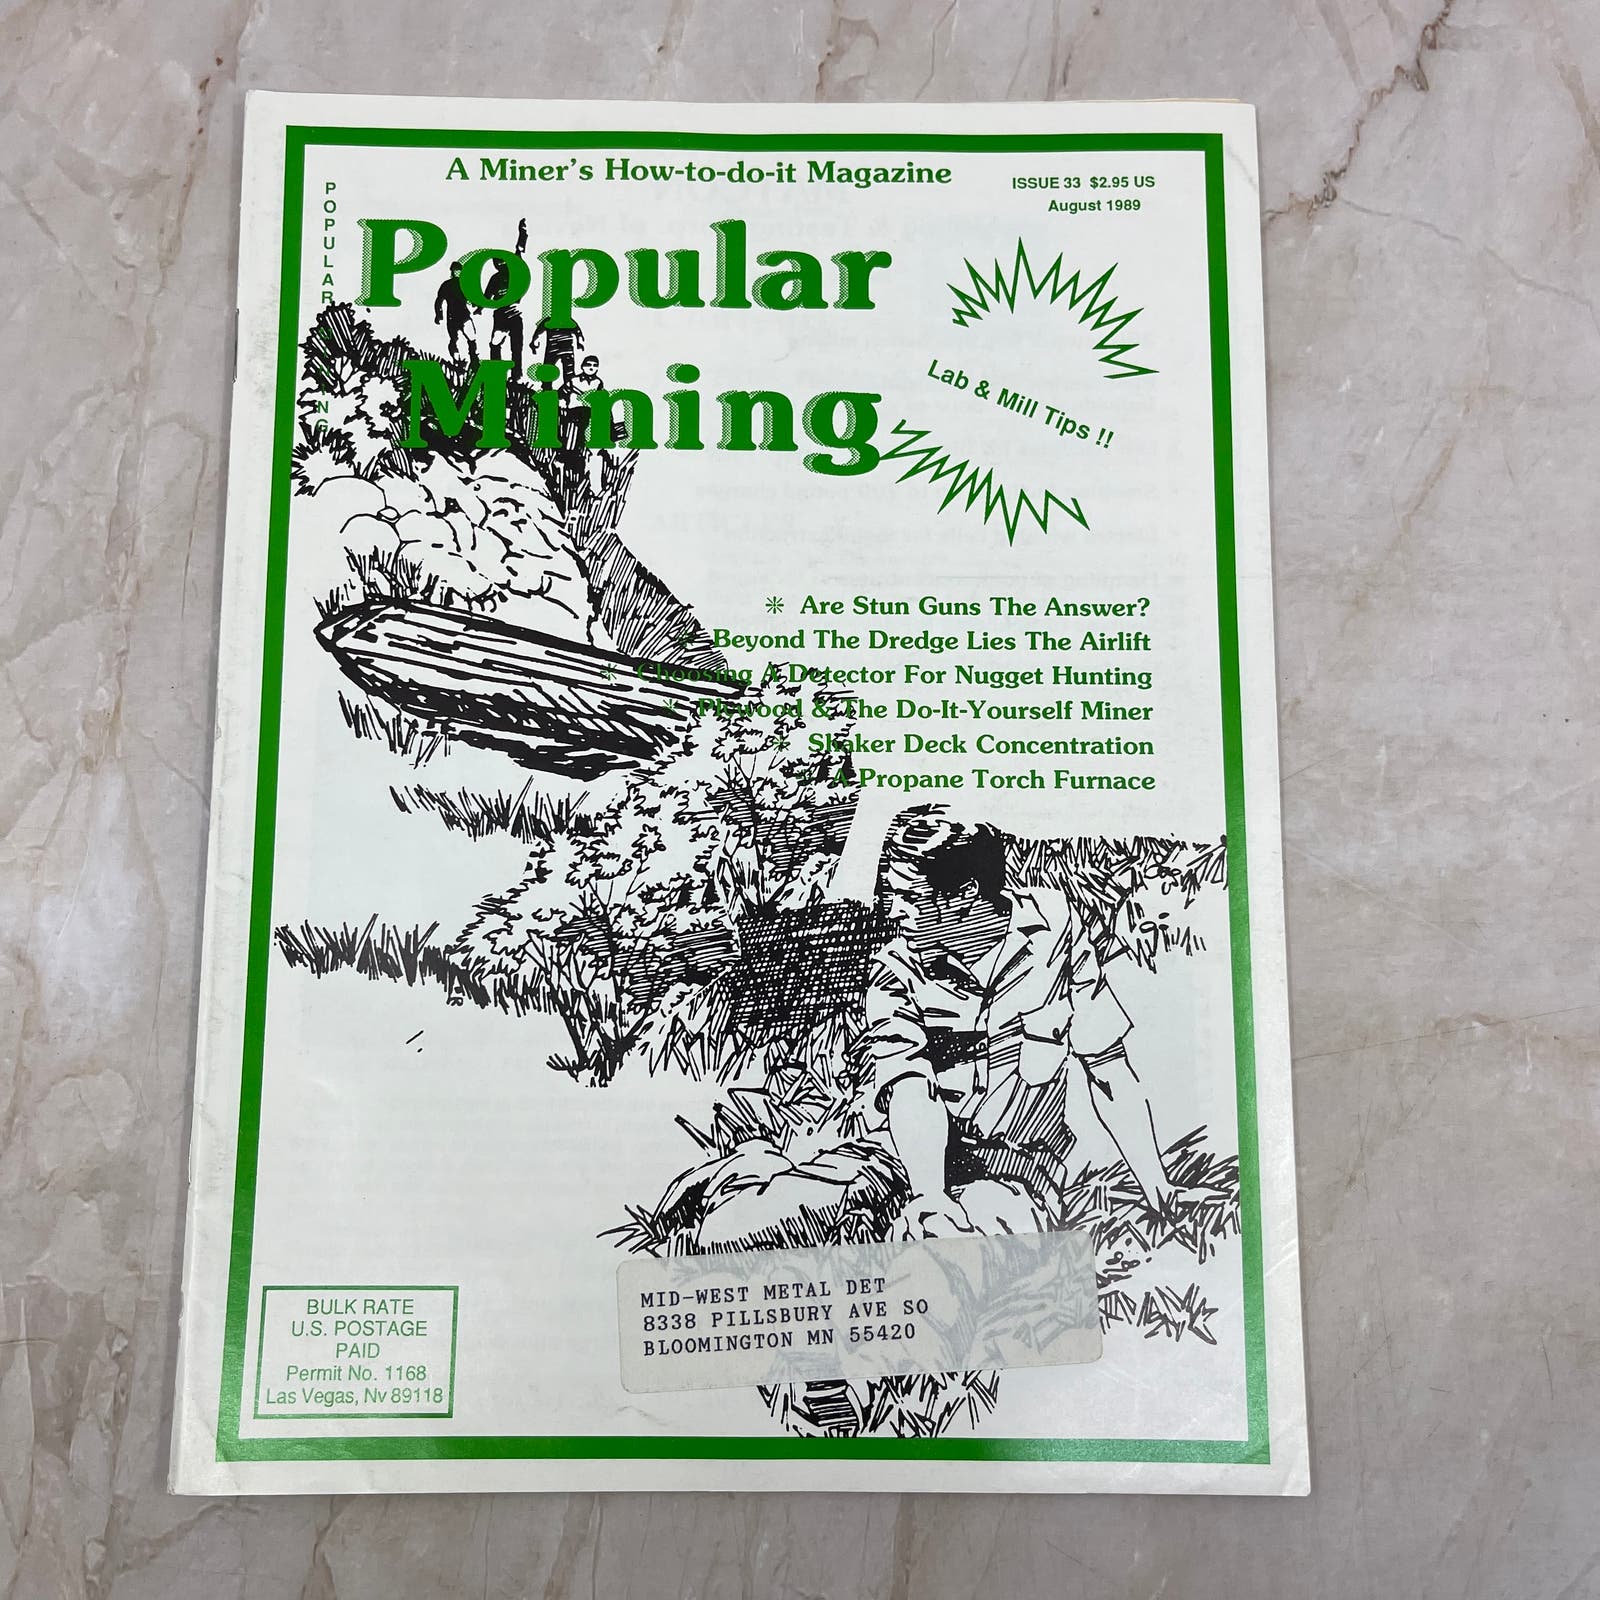 A Miner's How-to-do-it Magazine
ISSUE 33 $2.95 US
August 1989
POPULAR MINING
Popular
Mining
Lab & Mill Tips !!
✳ Are Stun Guns The Answer?
✳ Beyond The Dredge Lies The Airlift
✳ Choosing A Detector For Nugget Hunting
✳ Plywood & The Do-It-Yourself Miner
✳ Shaker Deck Concentration
✳ A Propane Torch Furnace
MID-WEST METAL DET
8338 PILLSBURY AVE SO
BLOOMINGTON MN 55420
BULK RATE
U.S. POSTAGE
PAID
Permit No. 1168
Las Vegas, Nv 89118